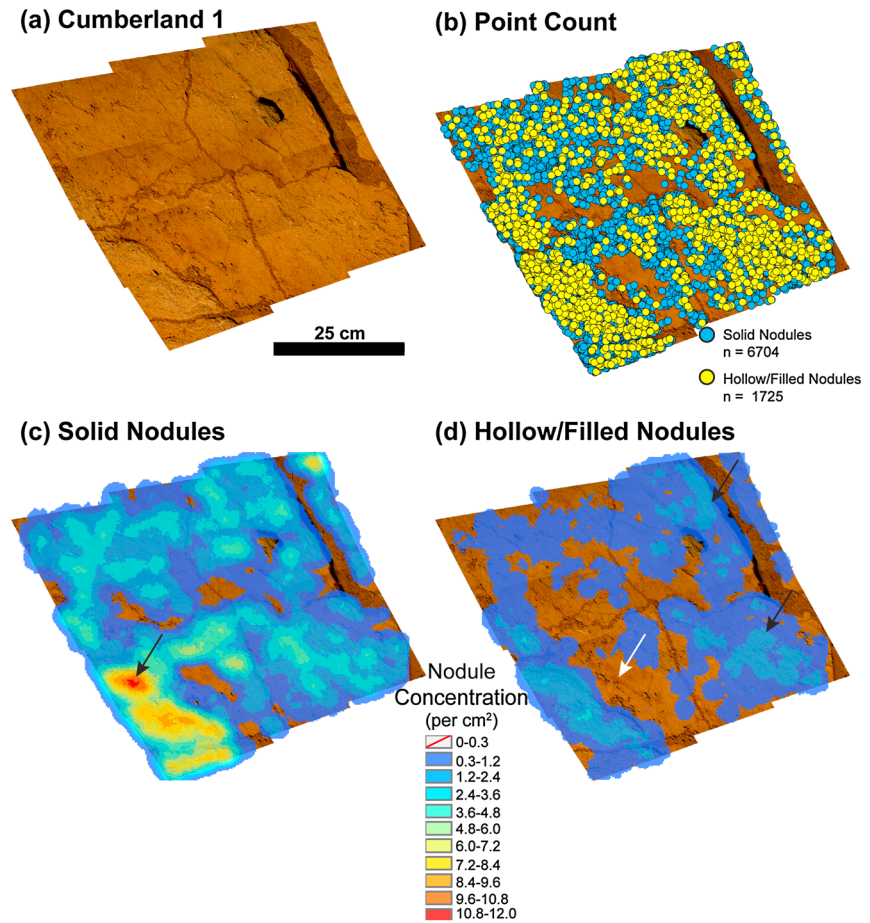 (a) Cumberland 1
(b) Point Count
25 cm
Solid Nodules
n = 6704
Hollow/Filled Nodules
n = 1725
(c) Solid Nodules
(d) Hollow/Filled Nodules
Nodule
Concentration
(per cm²)
0-0.3
0.3-1.2
1.2-2.4
2.4-3.6
3.6-4.8
4.8-6.0
6.0-7.2
7.2-8.4
8.4-9.6
9.6-10.8
10.8-12.0